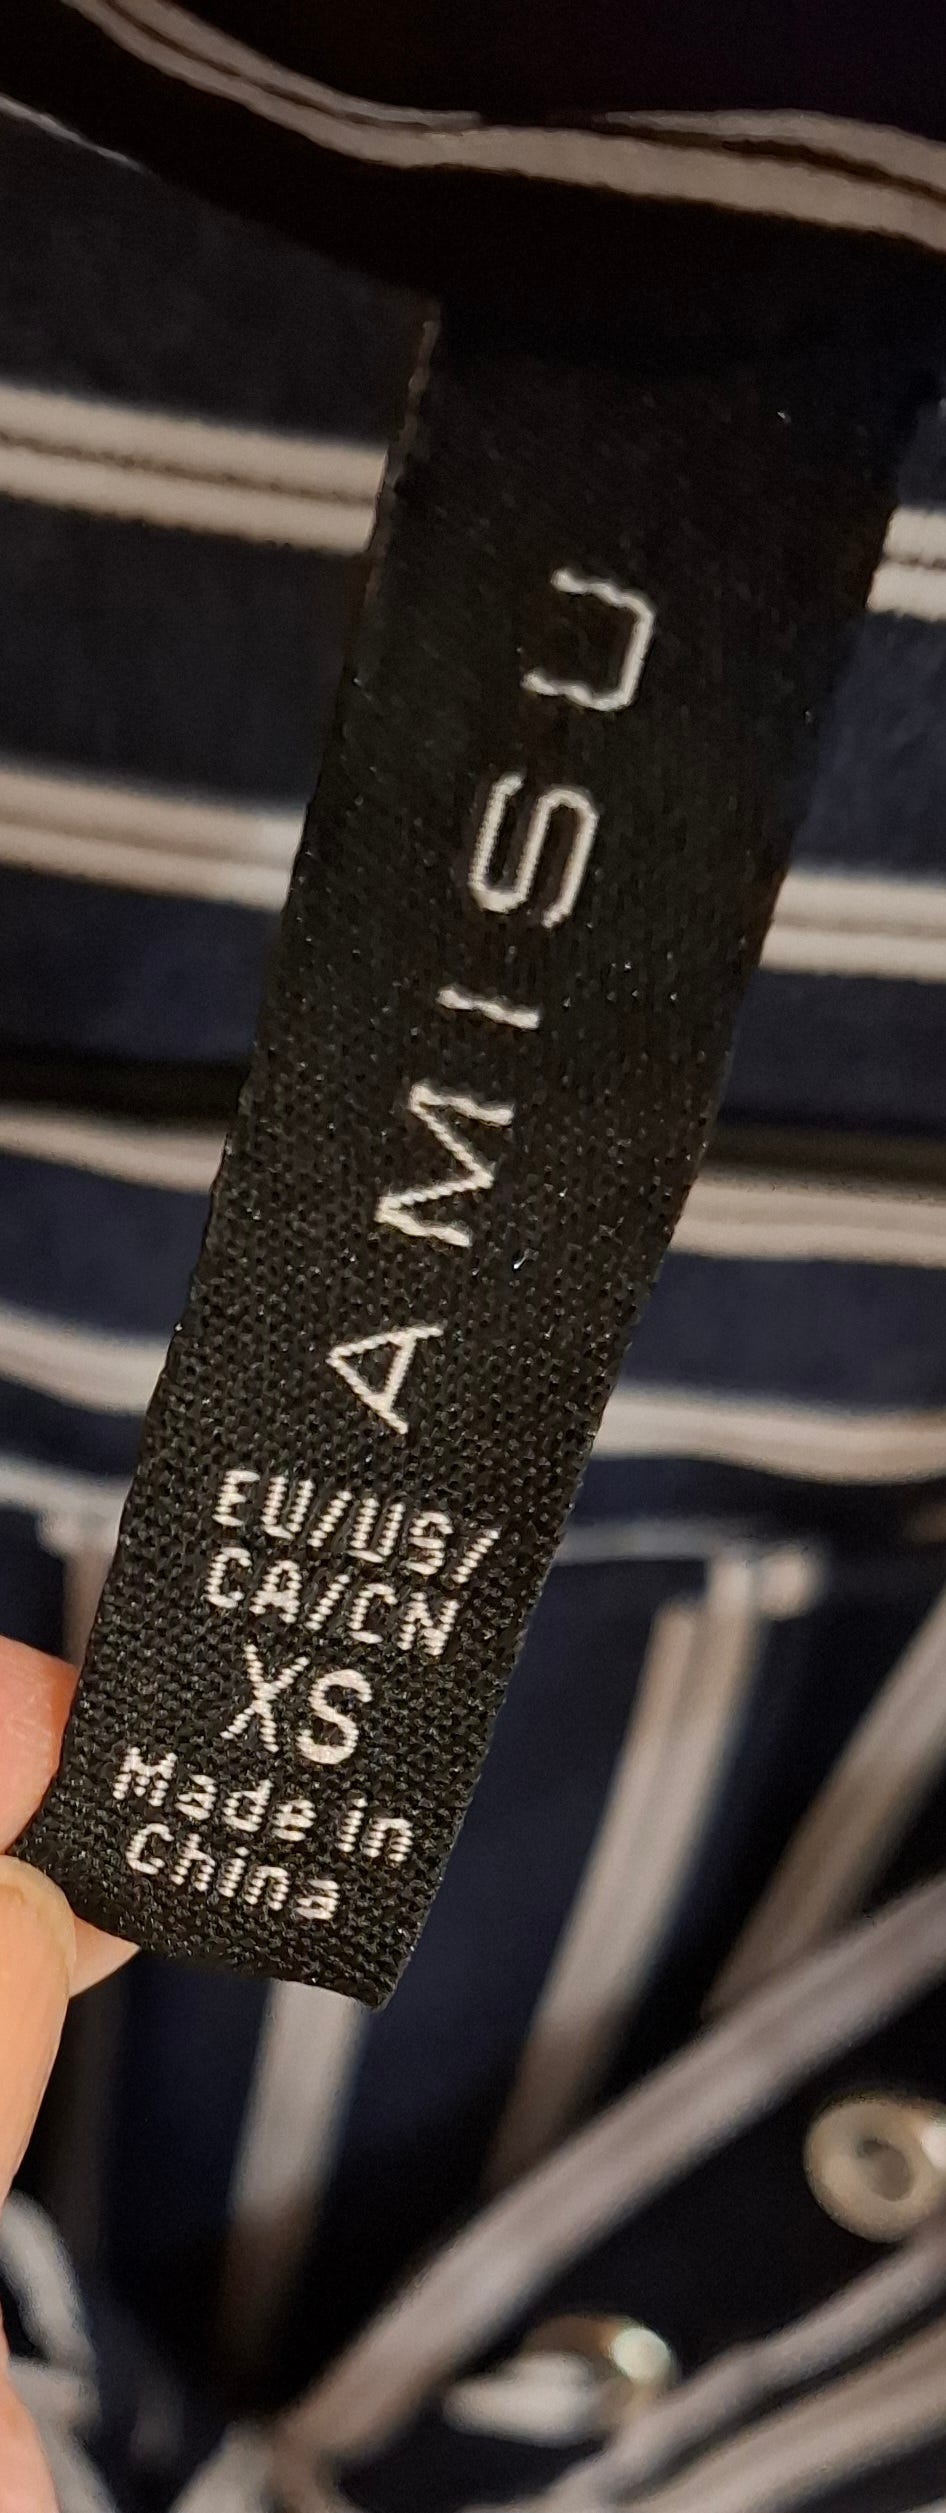 AMISU
EU/US/
CA/CN
XS
Made in
China